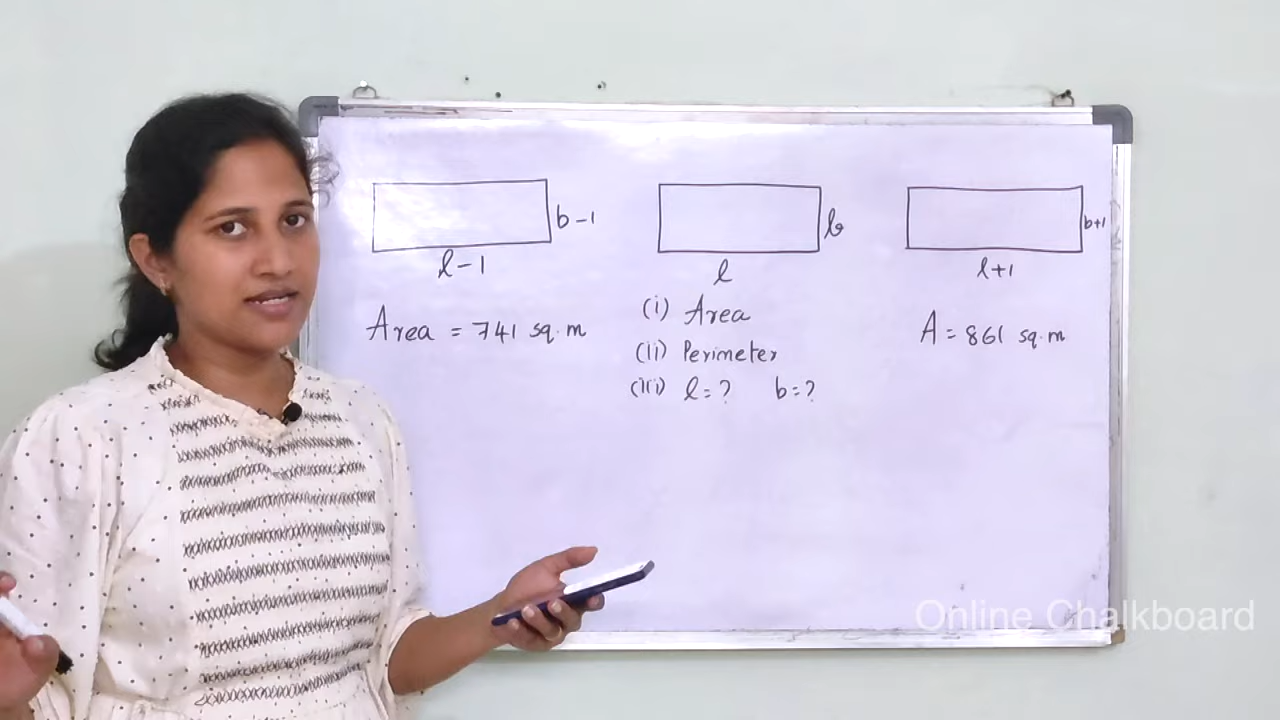 b-1
l-1
Area = 741 sq.m
b
l
(i) Area
(ii) Perimeter
(iii) l=? b=?
b+1
l+1
A = 861 sq.m
Online Chalkboard